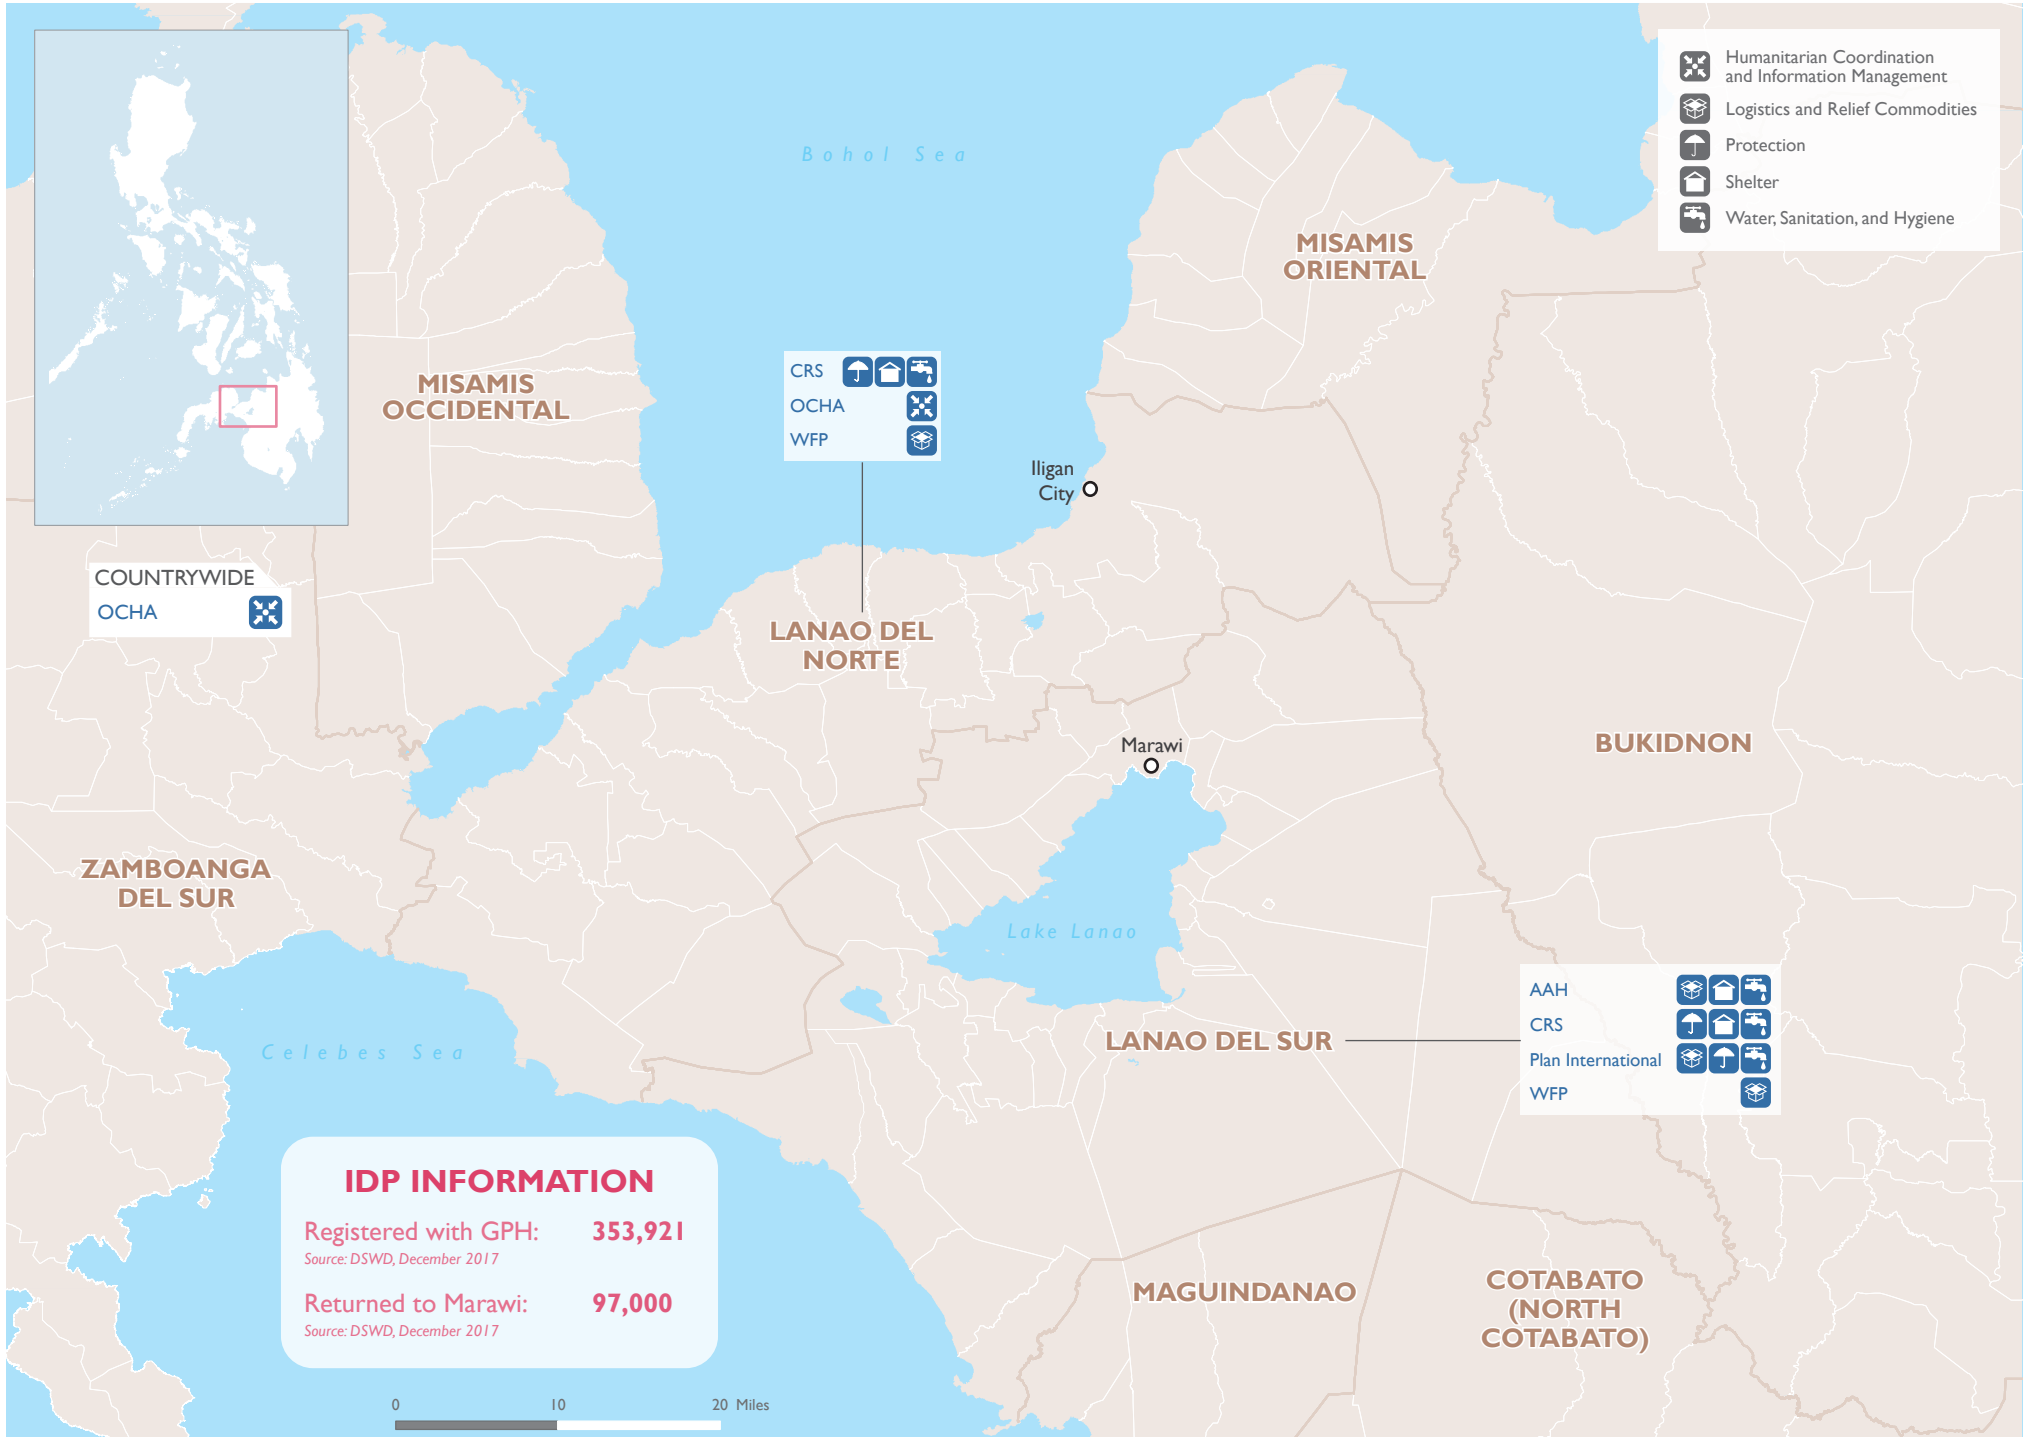 Humanitarian Coordination
and Information Management
Logistics and Relief Commodities
Protection
Shelter
Water, Sanitation, and Hygiene
Bohol Sea
MISAMIS
ORIENTAL
MISAMIS
OCCIDENTAL
CRS
OCHA
WFP
Iligan
City
COUNTRYWIDE
OCHA
LANAO DEL
NORTE
Marawi
BUKIDNON
ZAMBOANGA
DEL SUR
Lake Lanao
AAH
CRS
Plan International
WFP
LANAO DEL SUR
Celebes Sea
IDP INFORMATION
Registered with GPH: 353,921
Source: DSWD, December 2017
Returned to Marawi: 97,000
Source: DSWD, December 2017
MAGUINDANAO
COTABATO
(NORTH
COTABATO)
0 10 20 Miles